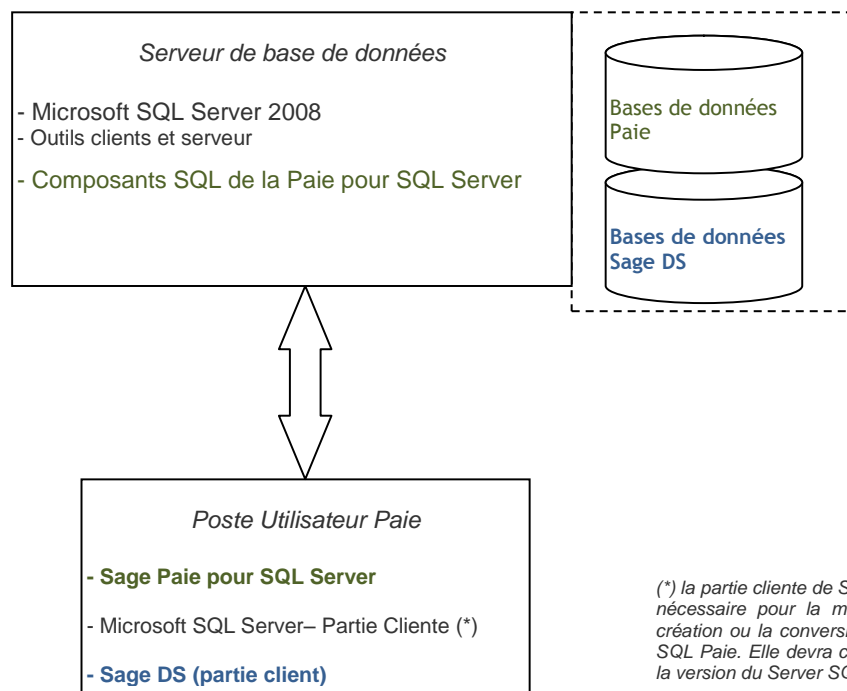 Serveur de base de données
- Microsoft SQL Server 2008
- Outils clients et serveur
- Composants SQL de la Paie pour SQL Server
Bases de données
Paie
Bases de données
Sage DS
Poste Utilisateur Paie
- Sage Paie pour SQL Server
- Microsoft SQL Server– Partie Cliente (*)
- Sage DS (partie client)
(*) la partie cliente de
nécessaire pour la
création ou la
SQL Paie. Elle devra
la version du Server